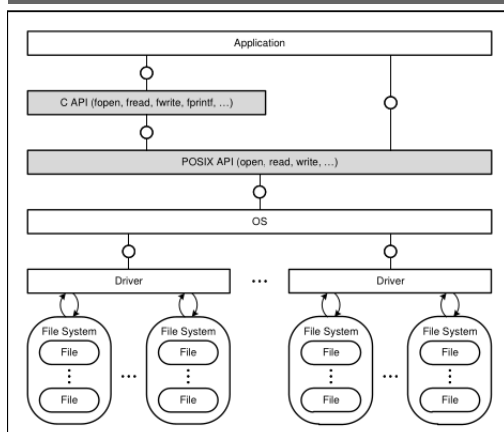 Application
C API (fopen, fread, fwrite, fprintf, ...)
POSIX API (open, read, write, ...)
OS
Driver
...
Driver
File System
File System
File System
File System
File
File
File
File
...
...
File
File
File
File